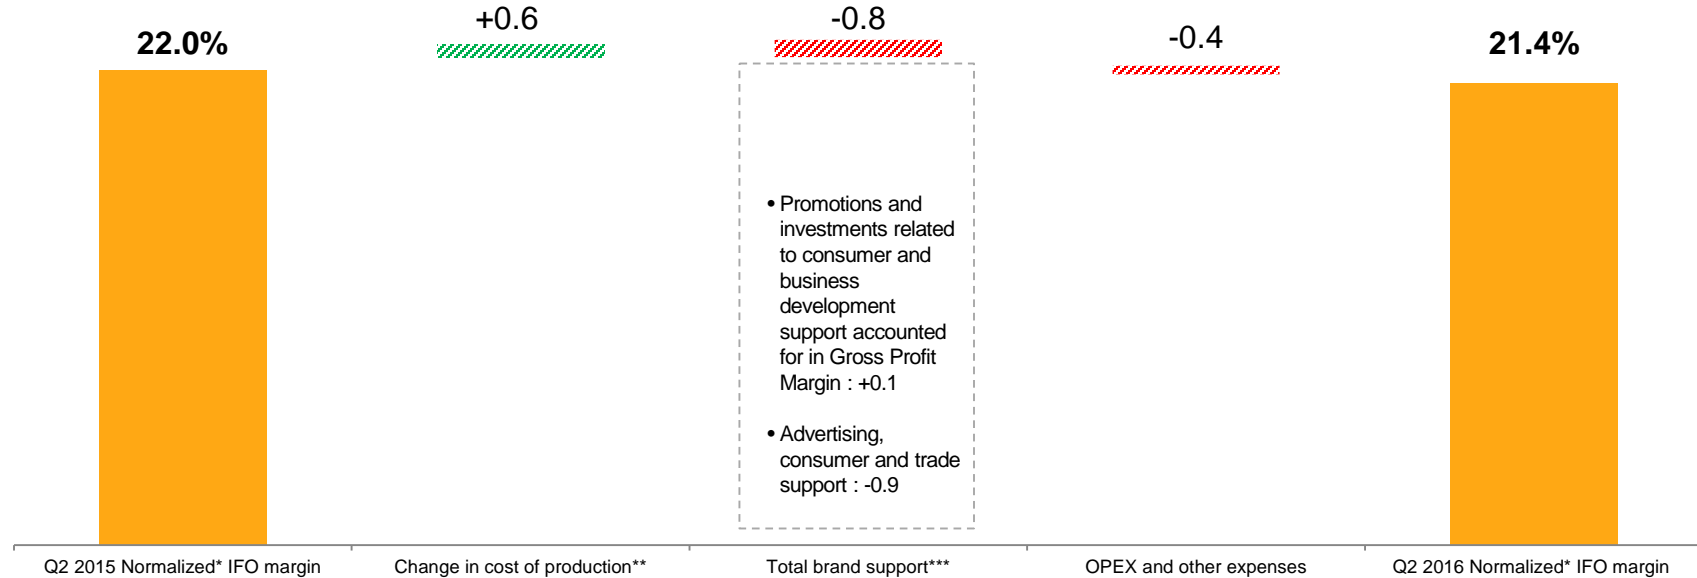 22.0%
+0.6
-0.8
-0.4
21.4%
• Promotions and
investments related
to consumer and
business
development
support accounted
for in Gross Profit
Margin : +0.1
• Advertising,
consumer and trade
support : -0.9
Q2 2015 Normalized* IFO margin
Change in cost of production**
Total brand support***
OPEX and other expenses
Q2 2016 Normalized* IFO margin